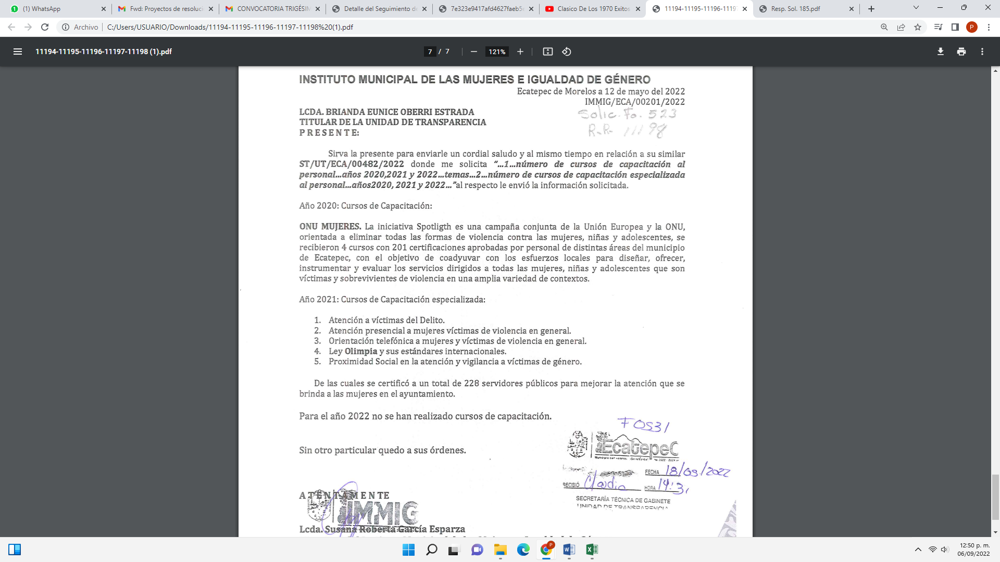 (1) WhatsApp
Fwd: Proyectos de resoluci
CONVOCATORIA TRIGÉSIM
Detalle del Seguimiento de
7e323e9417afd4627faeb5e
Clasico De Los 1970 Exitos
11194-11195-11196-11197
Resp. Sol. 185.pdf
Archivo
C:/Users/USUARIO/Downloads/11194-11195-11196-11197-11198%20(1).pdf
P
11194-11195-11196-11197-11198 (1).pdf
7 / 7
121%
INSTITUTO MUNICIPAL DE LAS MUJERES E IGUALDAD DE GÉNERO
Ecatepec de Morelos a 12 de mayo del 2022
IMMIG/ECA/00201/2022
Solic. Fo. 523
R.R. 11198
LCDA. BRIANDA EUNICE OBERRI ESTRADA
TITULAR DE LA UNIDAD DE TRANSPARENCIA
P R E S E N T E:
Sirva la presente para enviarle un cordial saludo y al mismo tiempo en relación a su similar
ST/UT/ECA/00482/2022 donde me solicita “...1...número de cursos de capacitación al
personal...años 2020,2021 y 2022...temas...2...número de cursos de capacitación especializada
al personal...años2020, 2021 y 2022...”al respecto le envió la información solicitada.
Año 2020: Cursos de Capacitación:
ONU MUJERES. La iniciativa Spotligth es una campaña conjunta de la Unión Europea y la ONU,
orientada a eliminar todas las formas de violencia contra las mujeres, niñas y adolescentes, se
recibieron 4 cursos con 201 certificaciones aprobadas por personal de distintas áreas del municipio
de Ecatepec, con el objetivo de coadyuvar con los esfuerzos locales para diseñar, ofrecer,
instrumentar y evaluar los servicios dirigidos a todas las mujeres, niñas y adolescentes que son
víctimas y sobrevivientes de violencia en una amplia variedad de contextos.
Año 2021: Cursos de Capacitación especializada:
1. Atención a víctimas del Delito.
2. Atención presencial a mujeres víctimas de violencia en general.
3. Orientación telefónica a mujeres y víctimas de violencia en general.
4. Ley Olimpia y sus estándares internacionales.
5. Proximidad Social en la atención y vigilancia a víctimas de género.
De las cuales se certificó a un total de 228 servidores públicos para mejorar la atención que se
brinda a las mujeres en el ayuntamiento.
Para el año 2022 no se han realizado cursos de capacitación.
F0531
Ecatepec
Sin otro particular quedo a sus órdenes.
FECHA 18/05/2022
RECIBIÓ Claudia HORA 14:31
SECRETARÍA TÉCNICA DE GABINETE
UNIDAD DE TRANSPARENCIA
A T E N T A M E N T E
IMMIG
Lcda. Susana Roberta García Esparza
P
12:50 p. m.
06/09/2022